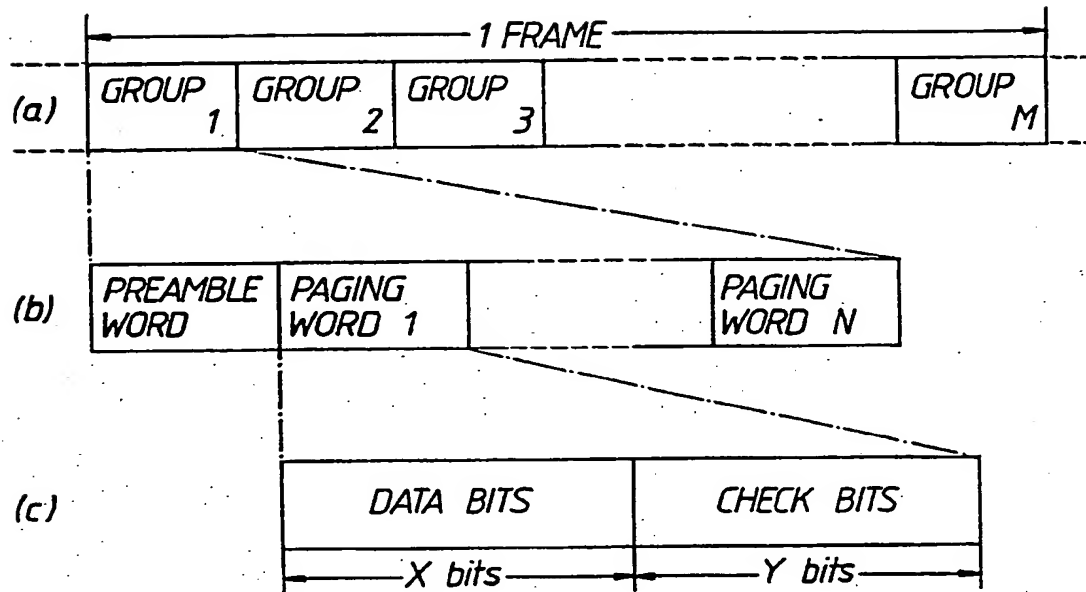 1 FRAME
(a)
GROUP 1
GROUP 2
GROUP 3
GROUP M
(b)
PREAMBLE WORD
PAGING WORD 1
PAGING WORD N
(c)
DATA BITS
CHECK BITS
X bits
Y bits